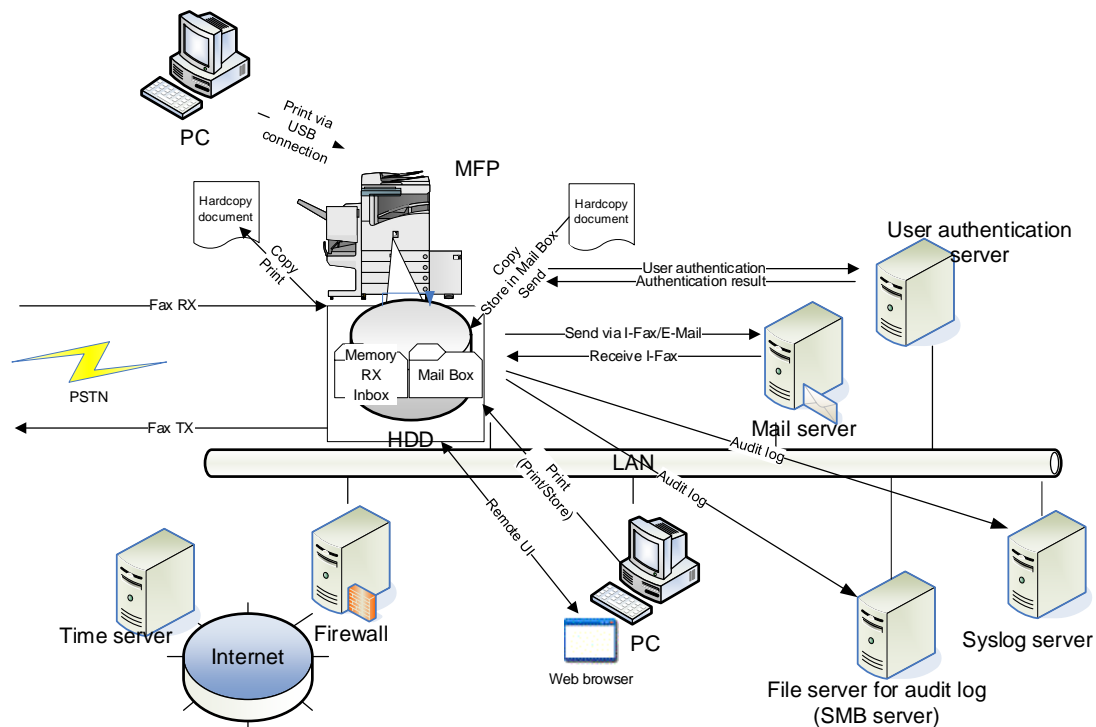 PC
Print via
USB
connection
MFP
Hardcopy
document
Hardcopy
document
User authentication
server
Copy
Print
Copy
Store in Mail Box
Send
User authentication
Authentication result
Fax RX
Send via I-Fax/E-Mail
Receive I-Fax
Memory
RX
Inbox
Mail Box
PSTN
Fax TX
HDD
Mail server
LAN
Audit log
Audit log
Print
(Print/Store)
Remote UI
Time server
Firewall
Internet
PC
Web browser
Syslog server
File server for audit log
(SMB server)